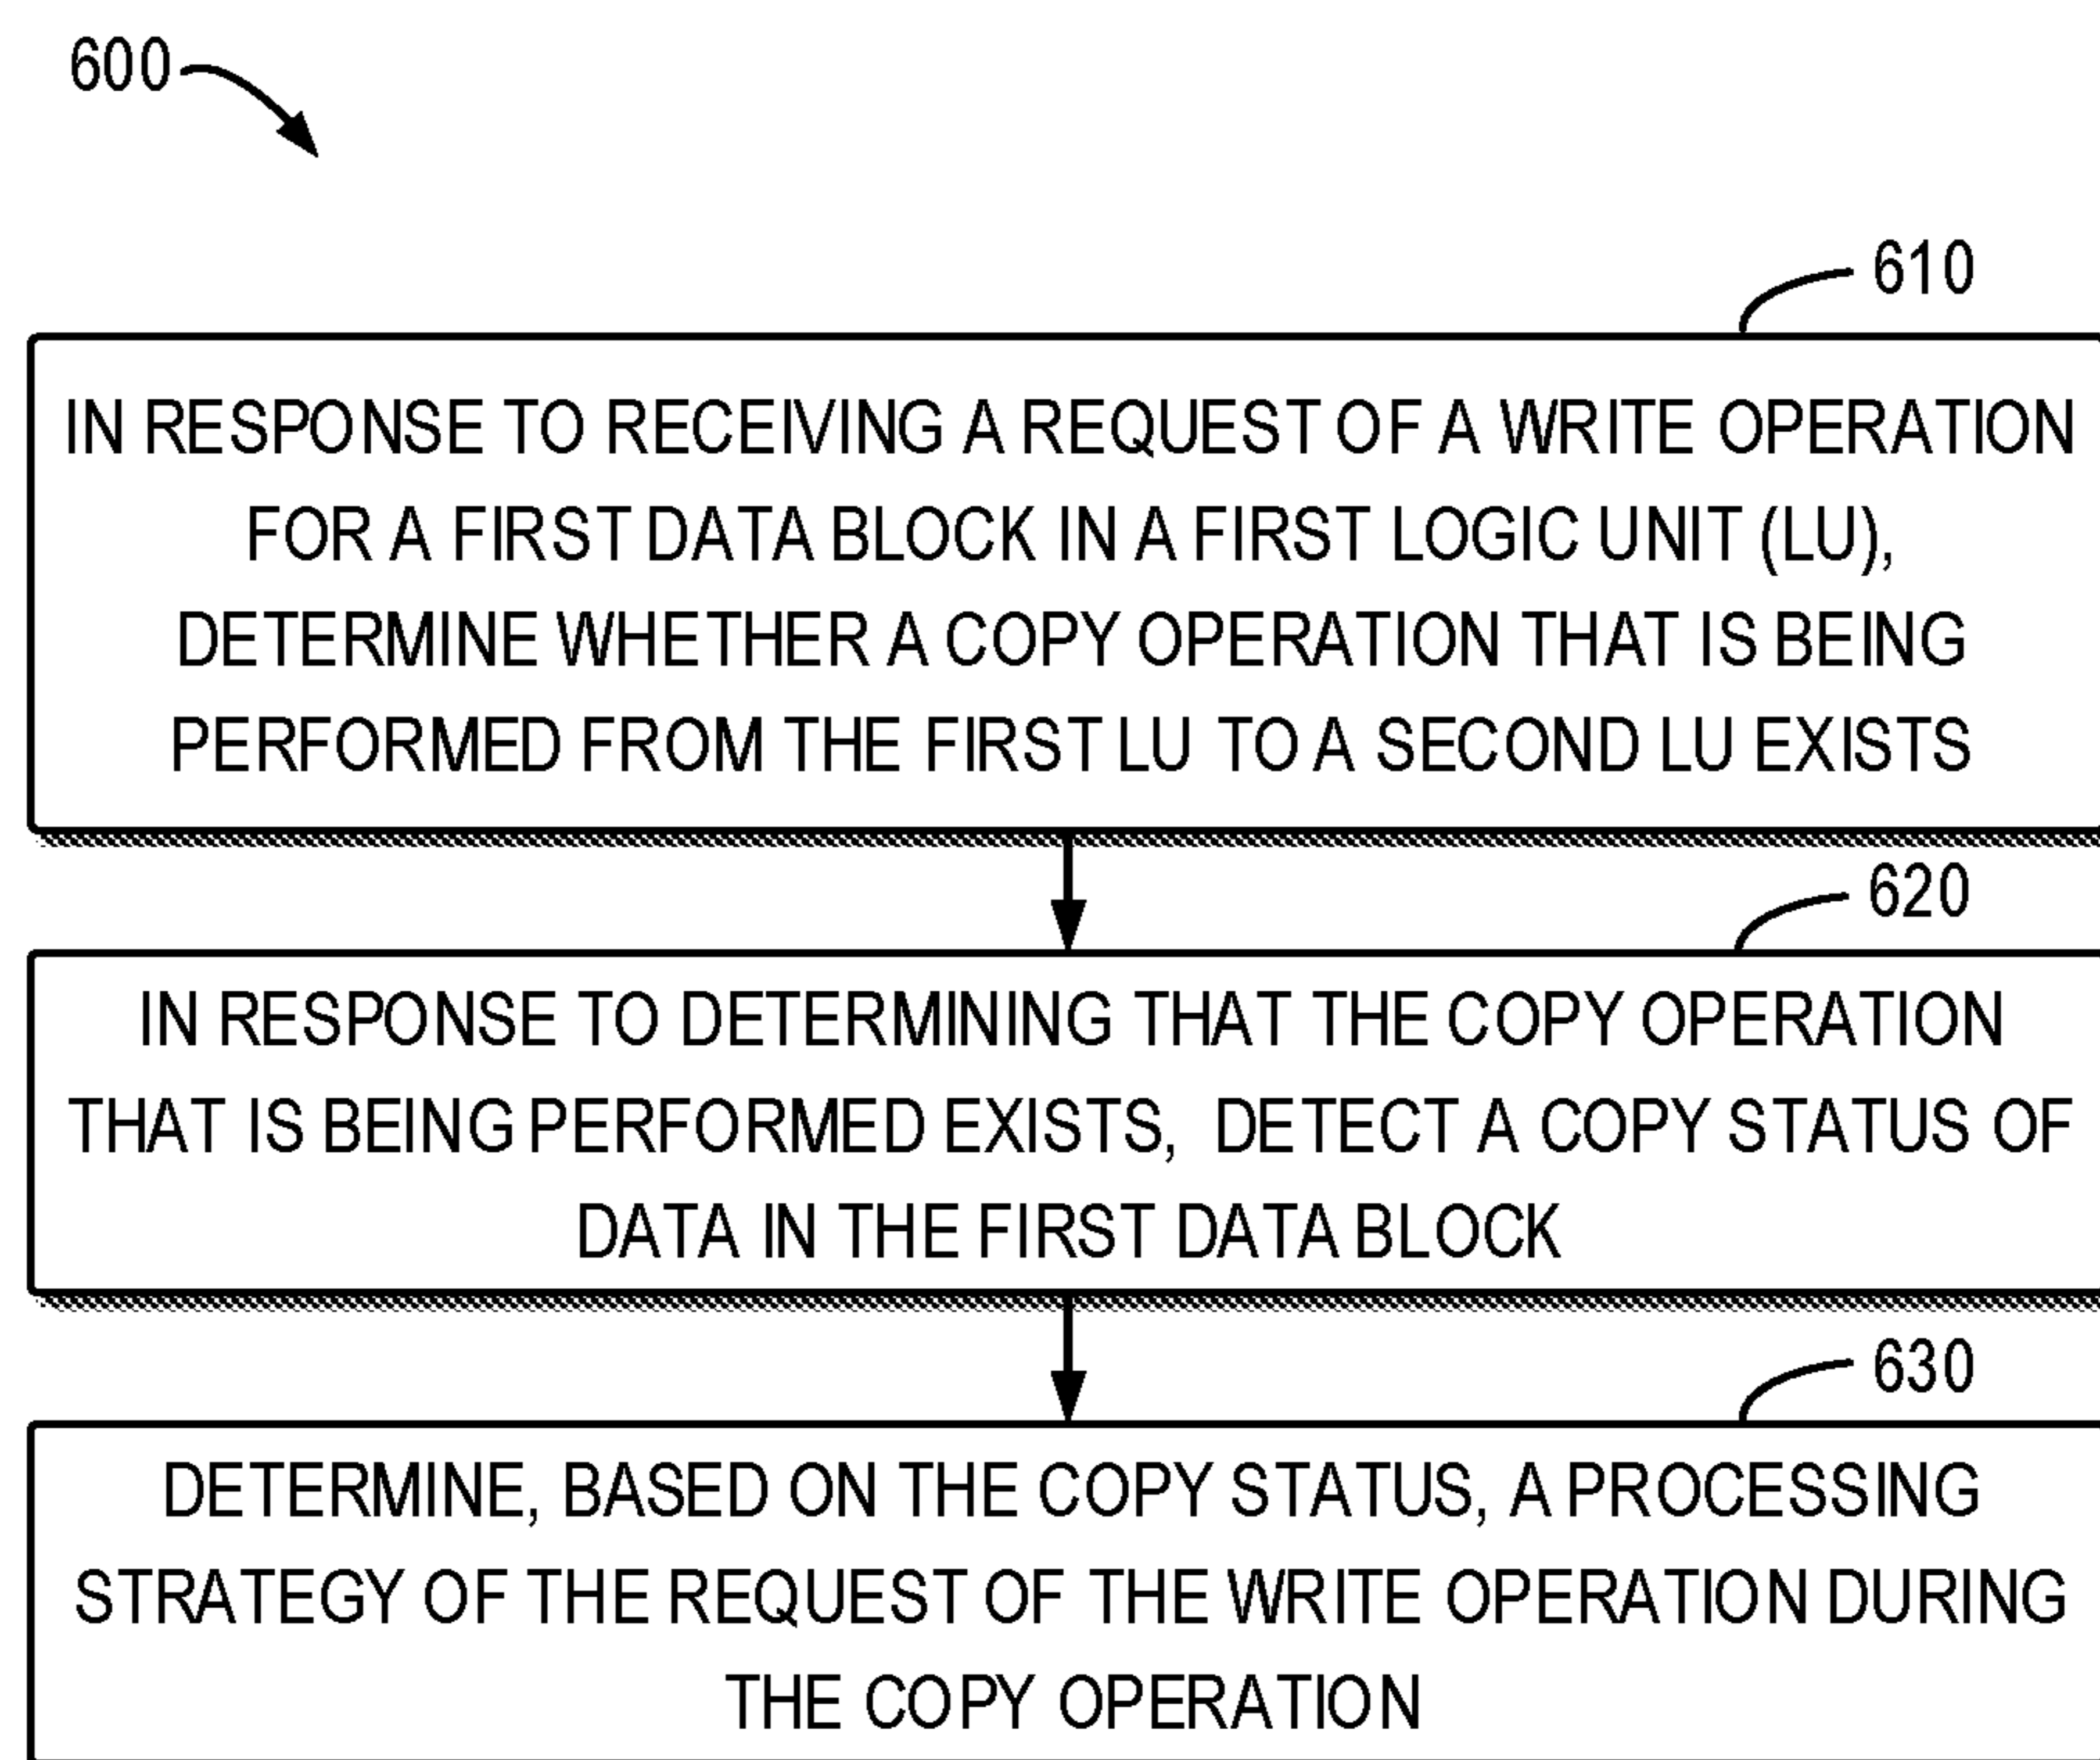 600
610
IN RESPONSE TO RECEIVING A REQUEST OF A WRITE OPERATION
FOR A FIRST DATA BLOCK IN A FIRST LOGIC UNIT (LU),
DETERMINE WHETHER A COPY OPERATION THAT IS BEING
PERFORMED FROM THE FIRST LU TO A SECOND LU EXISTS
620
IN RESPONSE TO DETERMINING THAT THE COPY OPERATION
THAT IS BEING PERFORMED EXISTS, DETECT A COPY STATUS OF
DATA IN THE FIRST DATA BLOCK
630
DETERMINE, BASED ON THE COPY STATUS, A PROCESSING
STRATEGY OF THE REQUEST OF THE WRITE OPERATION DURING
THE COPY OPERATION